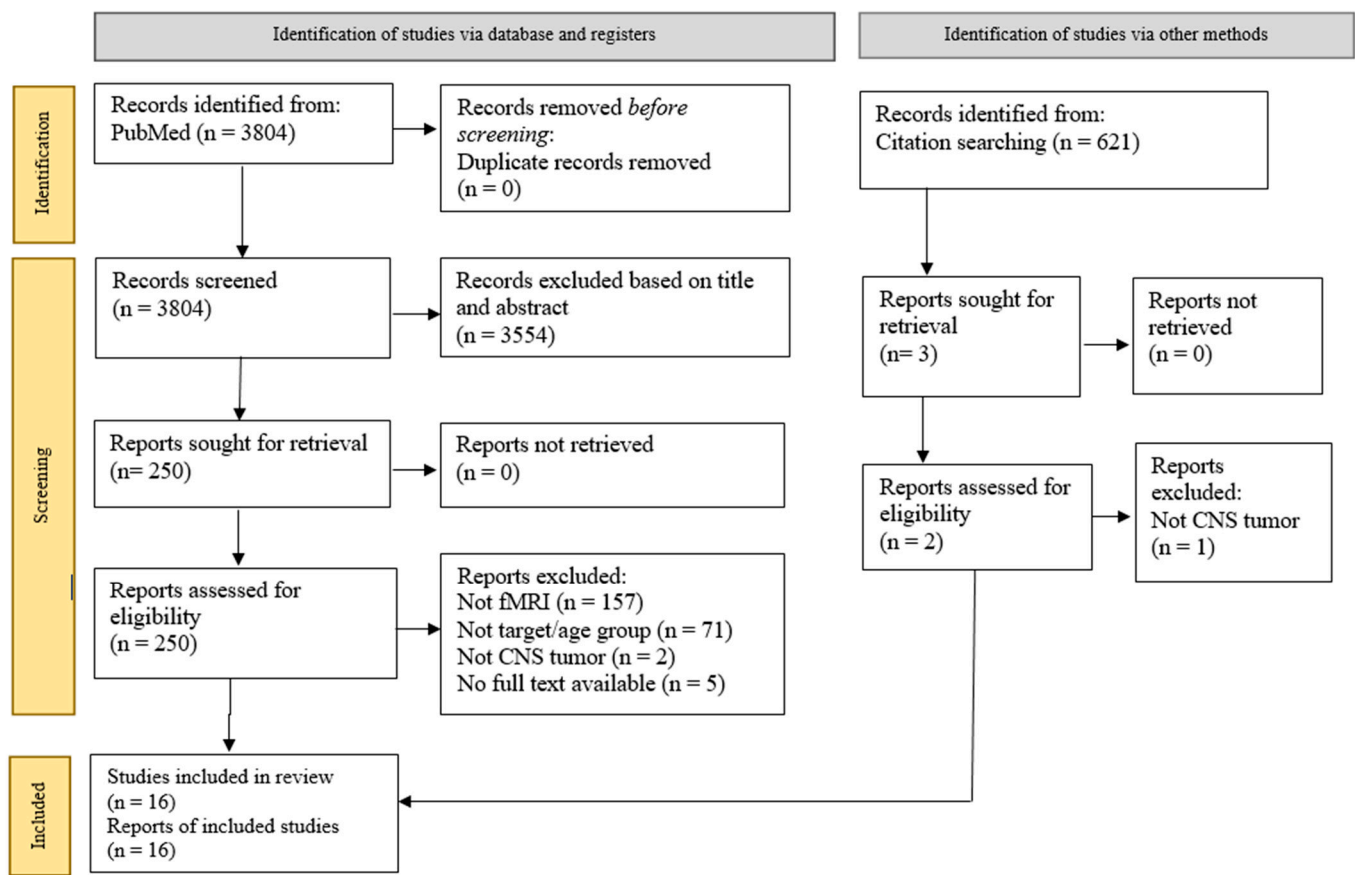 Identification of studies via database and registers
Identification of studies via other methods
Identification
Records identified from:
PubMed (n = 3804)
Records removed before
screening:
Duplicate records removed
(n = 0)
Records identified from:
Citation searching (n = 621)
Screening
Records screened
(n = 3804)
Records excluded based on title
and abstract
(n = 3554)
Reports sought for
retrieval
(n= 3)
Reports not
retrieved
(n = 0)
Reports sought for retrieval
(n= 250)
Reports not retrieved
(n = 0)
Reports assessed for
eligibility
(n = 2)
Reports
excluded:
Not CNS tumor
(n = 1)
Reports assessed for
eligibility
(n = 250)
Reports excluded:
Not fMRI (n = 157)
Not target/age group (n = 71)
Not CNS tumor (n = 2)
No full text available (n = 5)
Included
Studies included in review
(n = 16)
Reports of included studies
(n = 16)